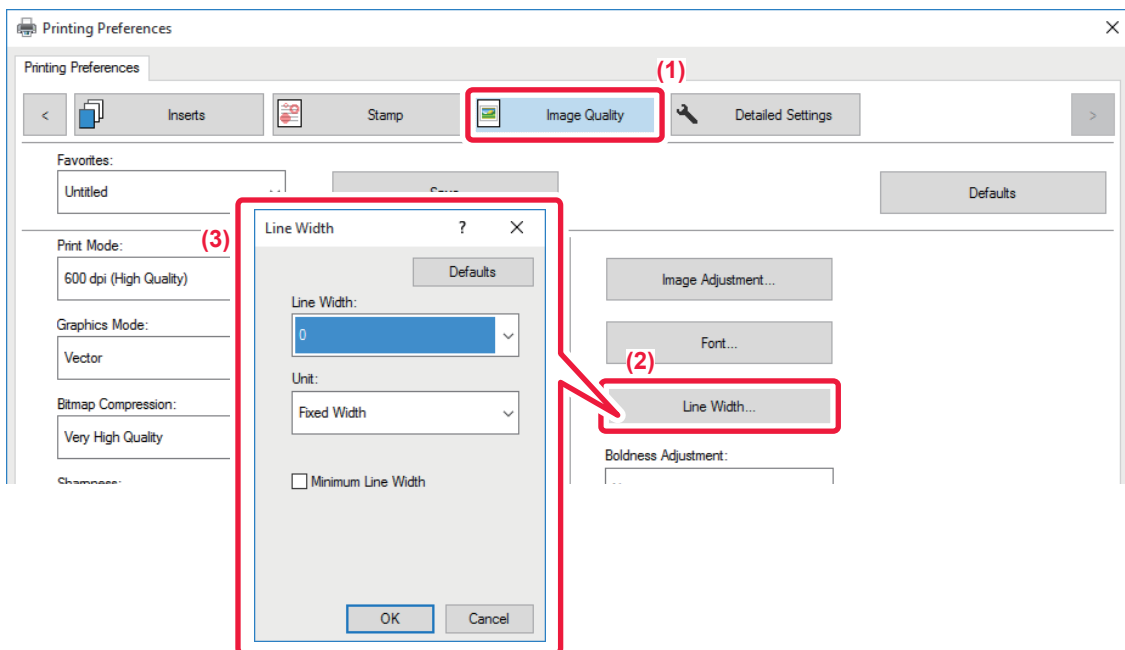 Printing Preferences
Printing Preferences
(1)
< Inserts Stamp Image Quality Detailed Settings >
Favorites:
Untitled
Save
Defaults
Print Mode:
600 dpi (High Quality)
Graphics Mode:
Vector
Bitmap Compression:
Very High Quality
Sharpness:
(3)
Line Width ?
Defaults
Line Width:
0
Unit:
Fixed Width
Minimum Line Width
OK Cancel
Image Adjustment...
Font...
(2)
Line Width...
Boldness Adjustment: